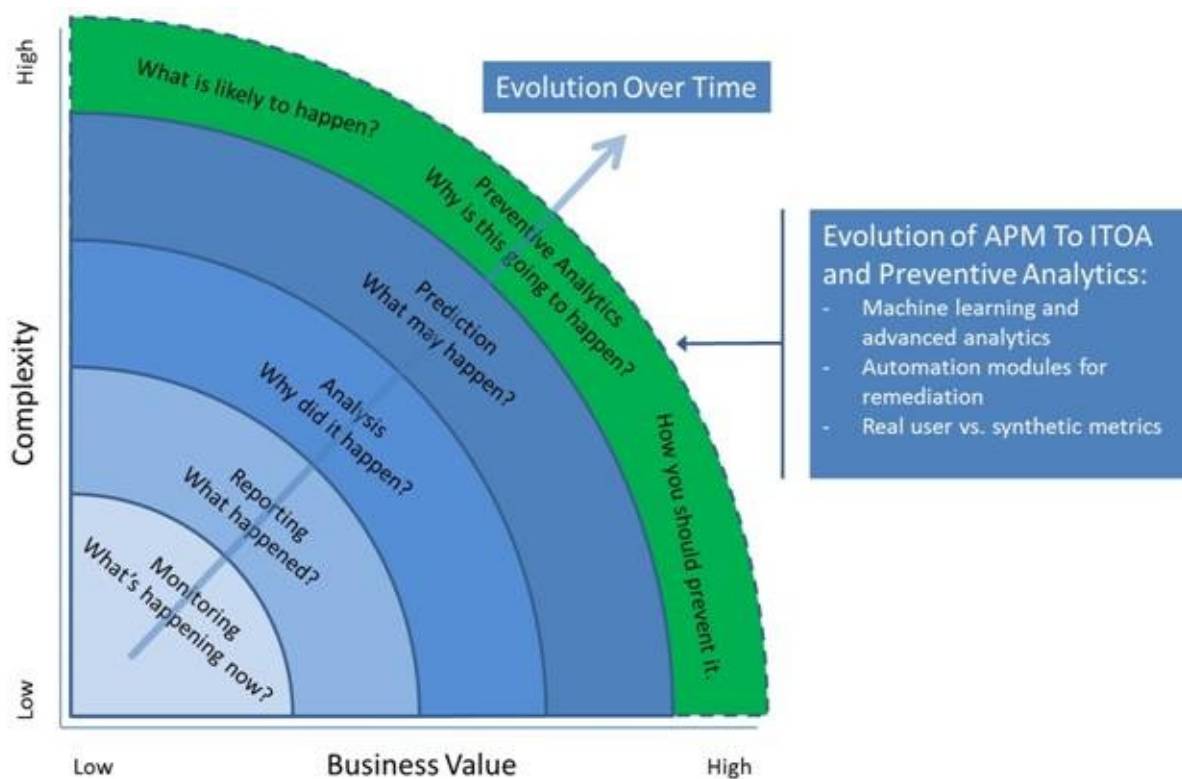 High
What is likely to happen?
Evolution Over Time
Preventive Analytics
Why is this going to happen?
Prediction
What may happen?
Evolution of APM To ITOA
and Preventive Analytics:
- Machine learning and
advanced analytics
- Automation modules for
remediation
- Real user vs. synthetic metrics
Complexity
Analysis
Why did it happen?
How you should prevent it.
Reporting
What happened?
Monitoring
What's happening now?
Low
Low
Business Value
High